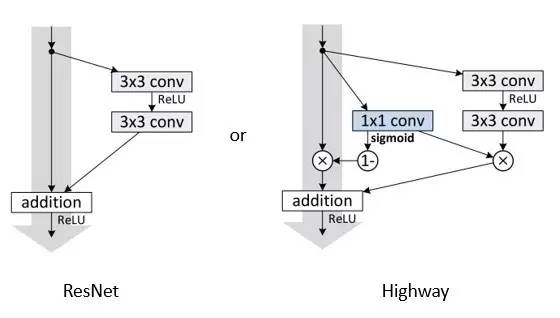 3x3 conv
ReLU
3x3 conv
addition
ReLU
ResNet
or
3x3 conv
ReLU
1x1 conv
3x3 conv
sigmoid
×
1-
×
addition
ReLU
Highway